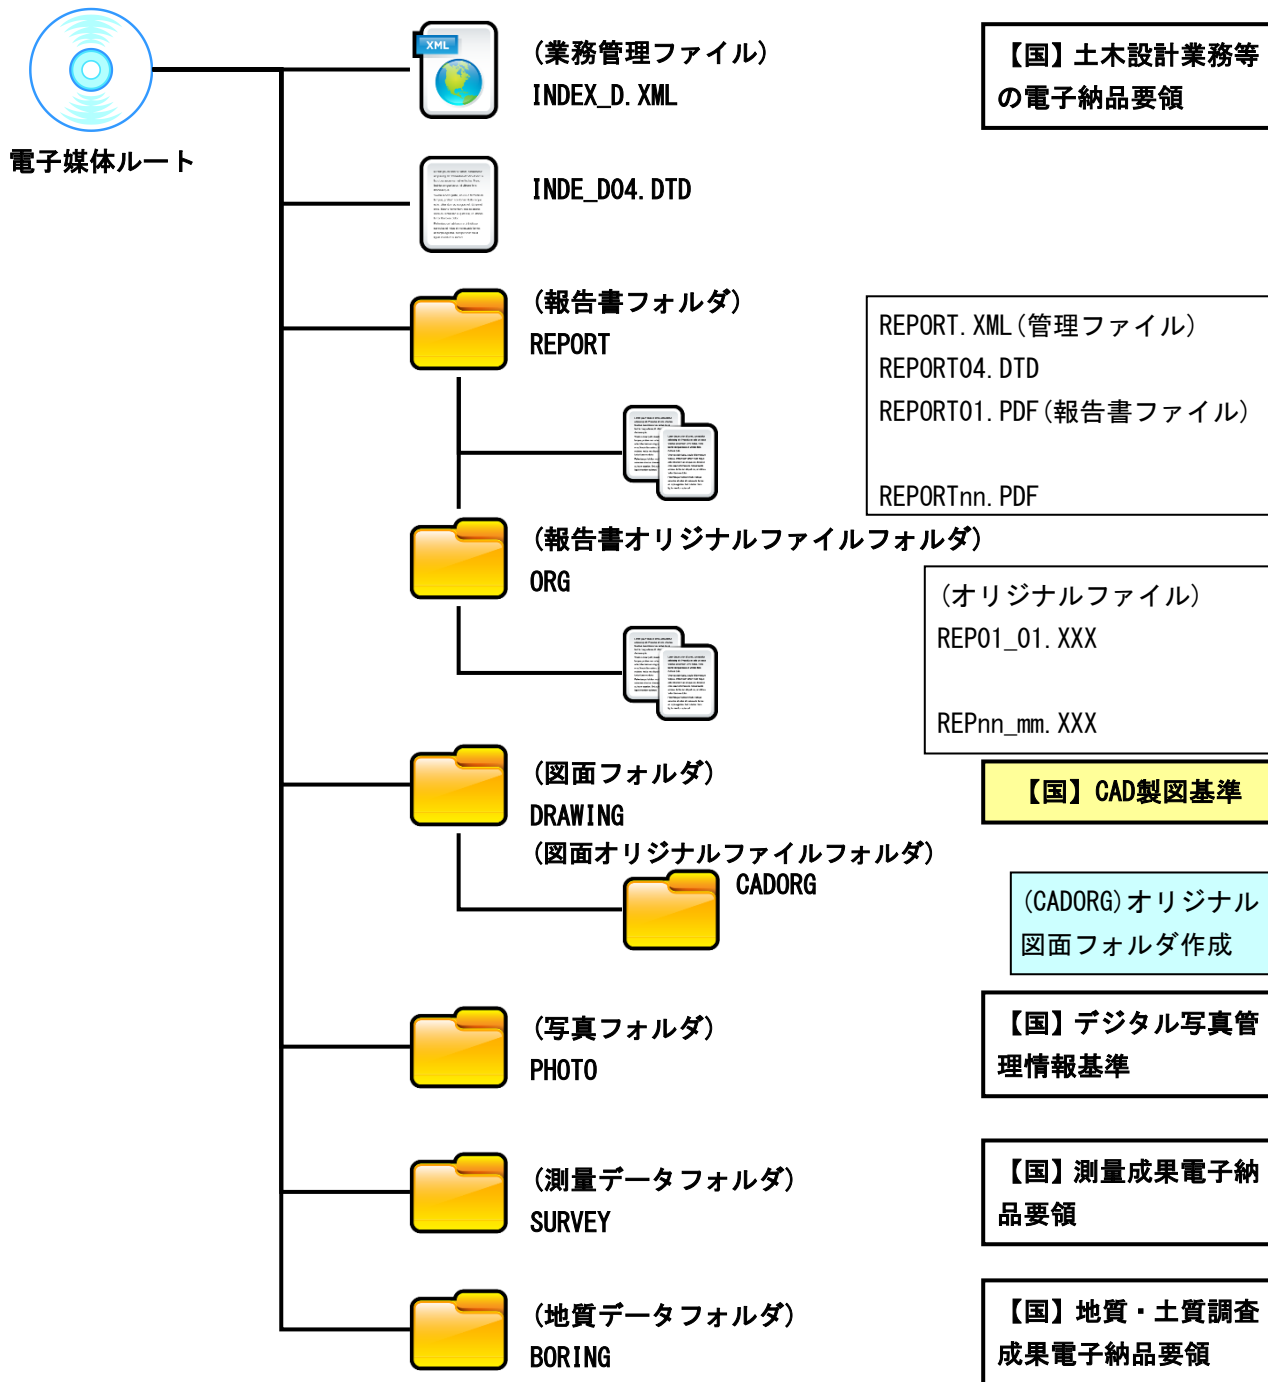 XML
(業務管理ファイル)
INDEX_D.XML
【国】土木設計業務等
の電子納品要領
電子媒体ルート
INDE_D04.DTD
(報告書フォルダ)
REPORT
REPORT.XML(管理ファイル)
REPORT04.DTD
REPORT01.PDF(報告書ファイル)
REPORTnn.PDF
(報告書オリジナルファイルフォルダ)
ORG
(オリジナルファイル)
REP01_01.XXX
REPnn_mm.XXX
(図面フォルダ)
DRAWING
【国】CAD製図基準
(図面オリジナルファイルフォルダ)
CADORG
(CADORG)オリジナル
図面フォルダ作成
(写真フォルダ)
PHOTO
【国】デジタル写真管
理情報基準
(測量データフォルダ)
SURVEY
【国】測量成果電子納
品要領
(地質データフォルダ)
BORING
【国】地質・土質調査
成果電子納品要領